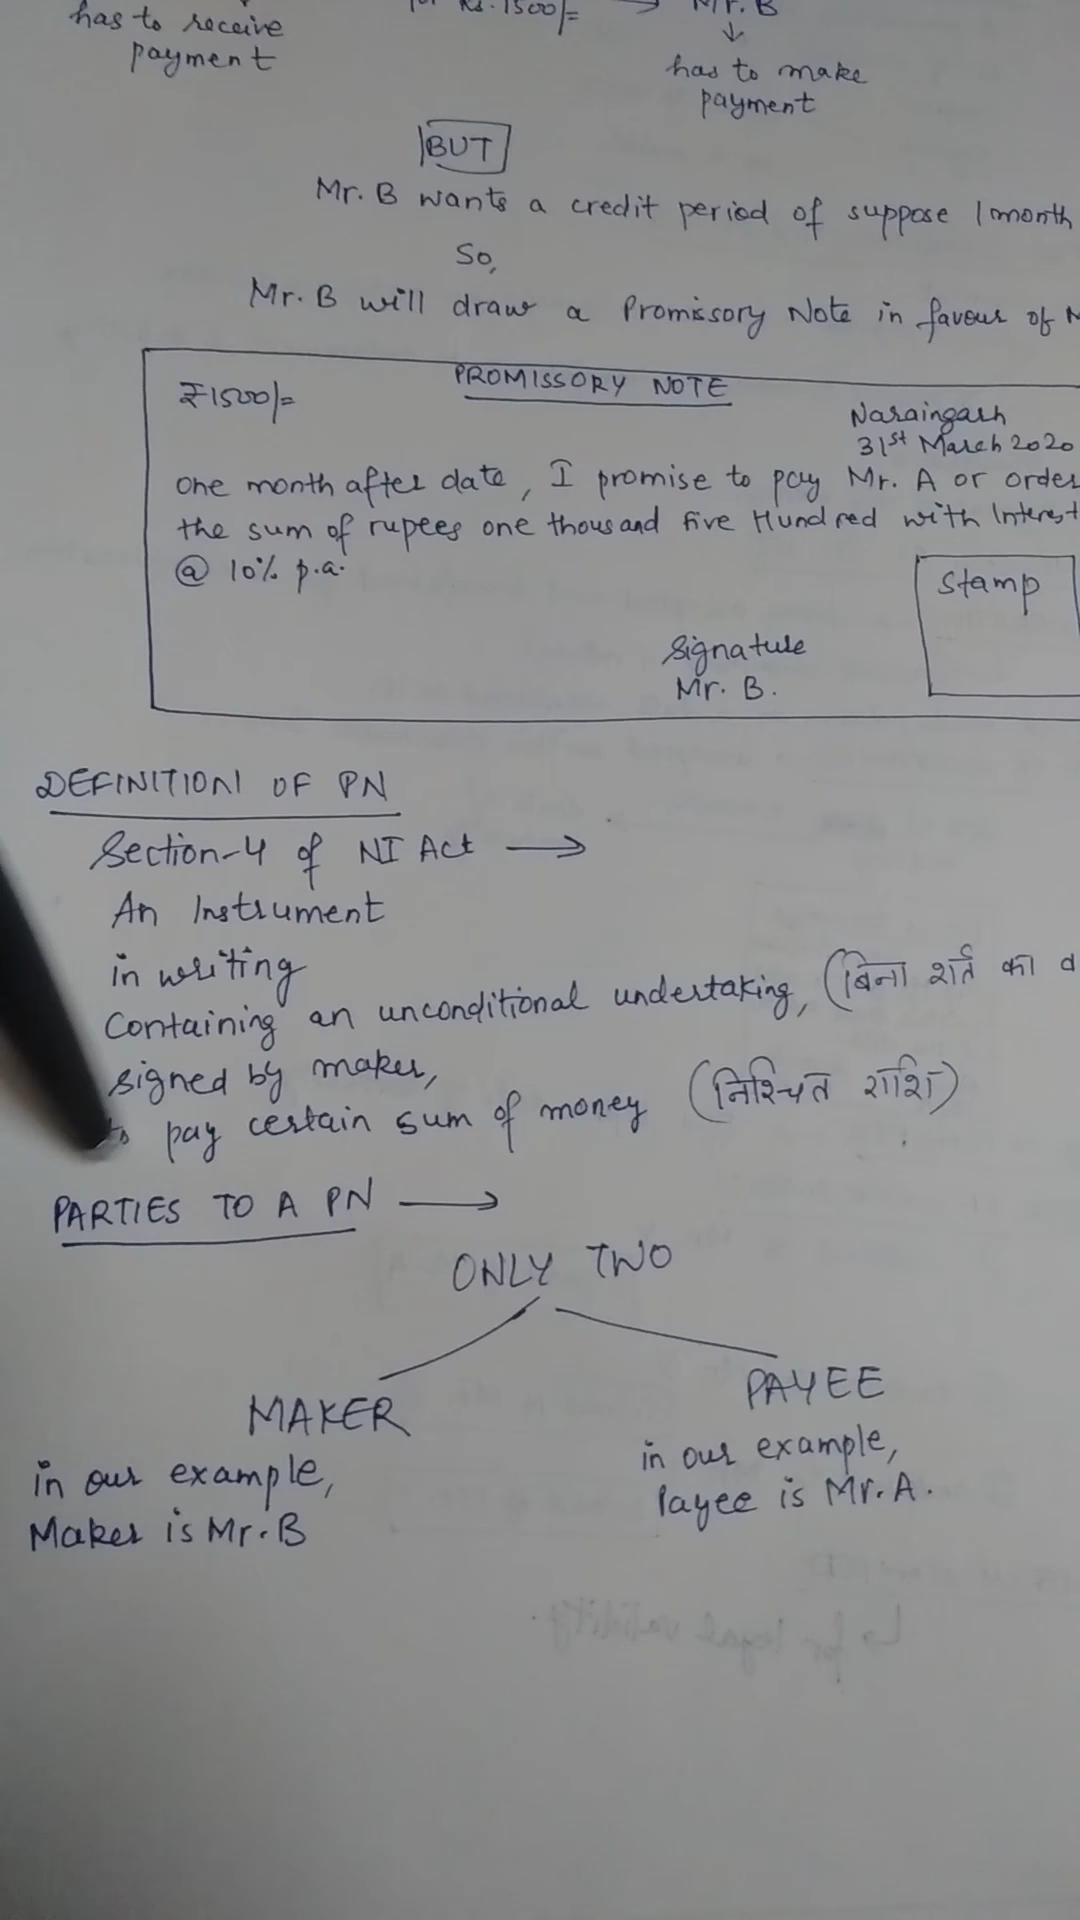 has to receive
payment
for Rs. 1500/= → Mr. B
↓
has to make
payment
BUT
Mr. B wants a credit period of suppose 1 month
So,
Mr. B will draw a Promissory Note in favour of
PROMISSORY NOTE
₹1500/=
Naraingarh
31st March 2020
one month after date, I promise to pay Mr. A or order
the sum of rupees one thousand Five Hundred with Interest
@ 10% p.a.
Stamp
Signature
Mr. B.
DEFINITION OF PN
Section-4 of NI Act →
An Instrument
in writing
Containing an unconditional undertaking, (बिना शर्त का
signed by maker,
to pay certain sum of money (निश्चित राशि)
PARTIES TO A PN →
ONLY TWO
MAKER
in our example,
Maker is Mr. B
PAYEE
in our example,
Payee is Mr. A.